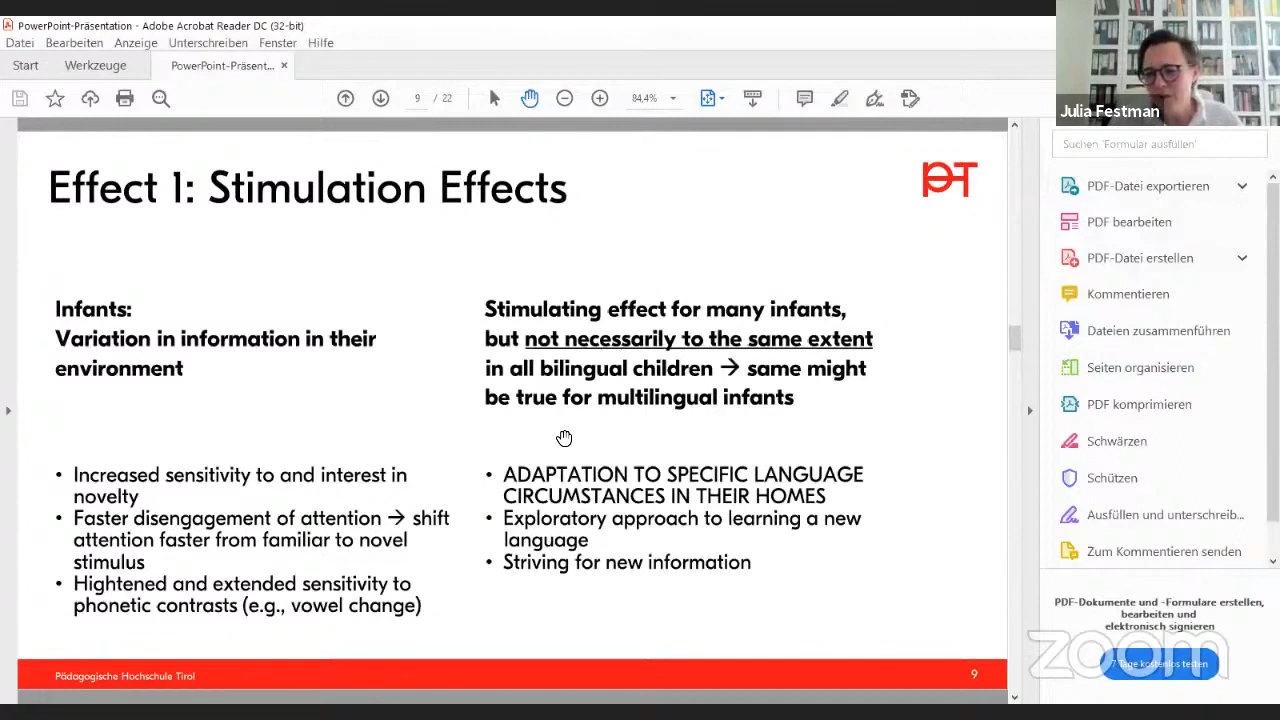 PowerPoint-Präsentation - Adobe Acrobat Reader DC (32-bit)
Datei Bearbeiten Anzeige Unterschreiben Fenster Hilfe
Start Werkzeuge PowerPoint-Präsent... ×
9 / 22 84,4%
Julia Festman
Effect 1: Stimulation Effects
Infants:
Variation in information in their
environment
• Increased sensitivity to and interest in
novelty
• Faster disengagement of attention → shift
attention faster from familiar to novel
stimulus
• Hightened and extended sensitivity to
phonetic contrasts (e.g., vowel change)
Stimulating effect for many infants,
but not necessarily to the same extent
in all bilingual children → same might
be true for multilingual infants
• ADAPTATION TO SPECIFIC LANGUAGE
CIRCUMSTANCES IN THEIR HOMES
• Exploratory approach to learning a new
language
• Striving for new information
Pädagogische Hochschule Tirol 9
Suchen 'Formular ausfüllen'
PDF-Datei exportieren
PDF bearbeiten
PDF-Datei erstellen
Kommentieren
Dateien zusammenführen
Seiten organisieren
PDF komprimieren
Schwärzen
Schützen
Ausfüllen und unterschreib...
Zum Kommentieren senden
PDF-Dokumente und -Formulare erstellen,
bearbeiten und
elektronisch signieren
7 Tage kostenlos testen
zoom